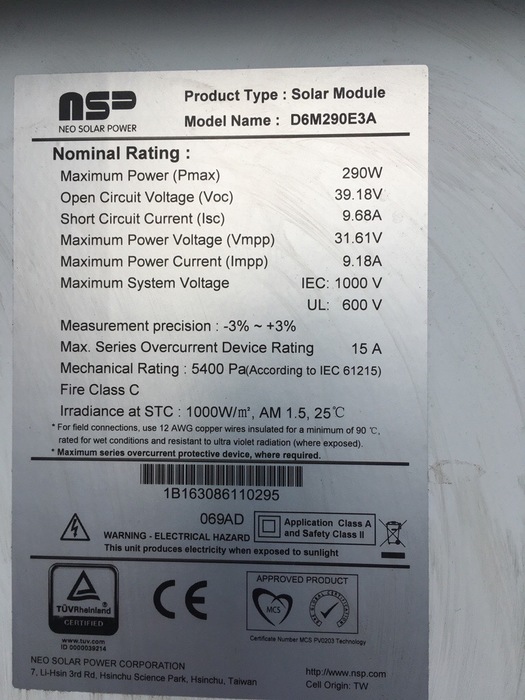 NSP
NEO SOLAR POWER
Product Type : Solar Module
Model Name : D6M290E3A
Nominal Rating :
Maximum Power (Pmax) 290W
Open Circuit Voltage (Voc) 39.18V
Short Circuit Current (Isc) 9.68A
Maximum Power Voltage (Vmpp) 31.61V
Maximum Power Current (Impp) 9.18A
Maximum System Voltage IEC: 1000 V
UL: 600 V
Measurement precision : -3% ~ +3%
Max. Series Overcurrent Device Rating 15 A
Mechanical Rating : 5400 Pa(According to IEC 61215)
Fire Class C
Irradiance at STC : 1000W/m², AM 1.5, 25℃
* For field connections, use 12 AWG copper wires insulated for a minimum of 90 ℃,
rated for wet conditions and resistant to ultra violet radiation (where exposed).
* Maximum series overcurrent protective device, where required.
1B163086110295
069AD
Application Class A
and Safety Class II
WARNING - ELECTRICAL HAZARD
This unit produces electricity when exposed to sunlight
TÜVRheinland ®
CERTIFIED
www.tuv.com
ID 0000039214
CE
APPROVED PRODUCT
MCS
Certificate Number MCS PV0203 Technology
NEO SOLAR POWER CORPORATION
7, Li-Hsin 3rd Rd, Hsinchu Science Park, Hsinchu, Taiwan
http://www.nsp.com
Cell Origin: TW